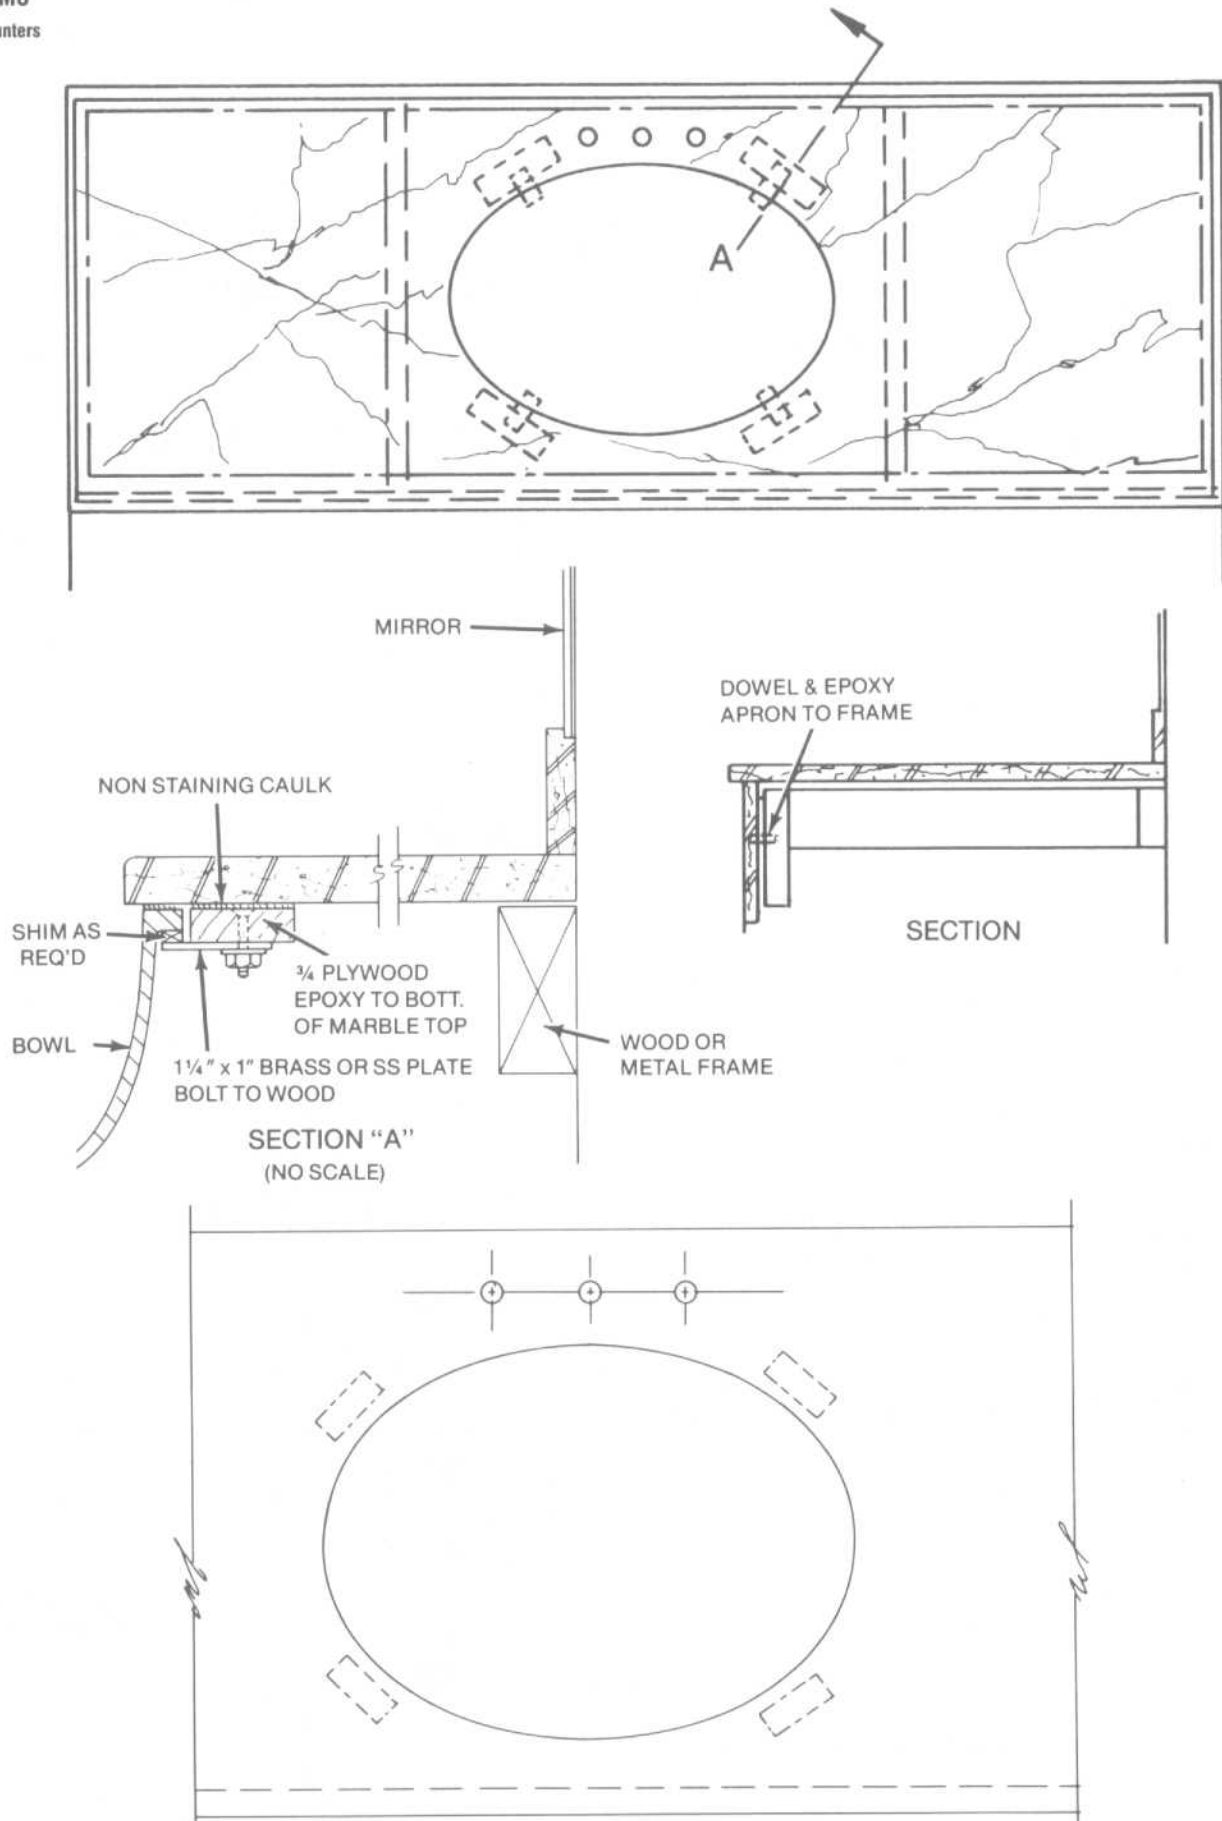 unters
A
MIRROR
DOWEL & EPOXY
APRON TO FRAME
NON STAINING CAULK
SHIM AS
REQ'D
¾ PLYWOOD
EPOXY TO BOTT.
OF MARBLE TOP
SECTION
BOWL
1¼" x 1" BRASS OR SS PLATE
BOLT TO WOOD
WOOD OR
METAL FRAME
SECTION "A"
(NO SCALE)